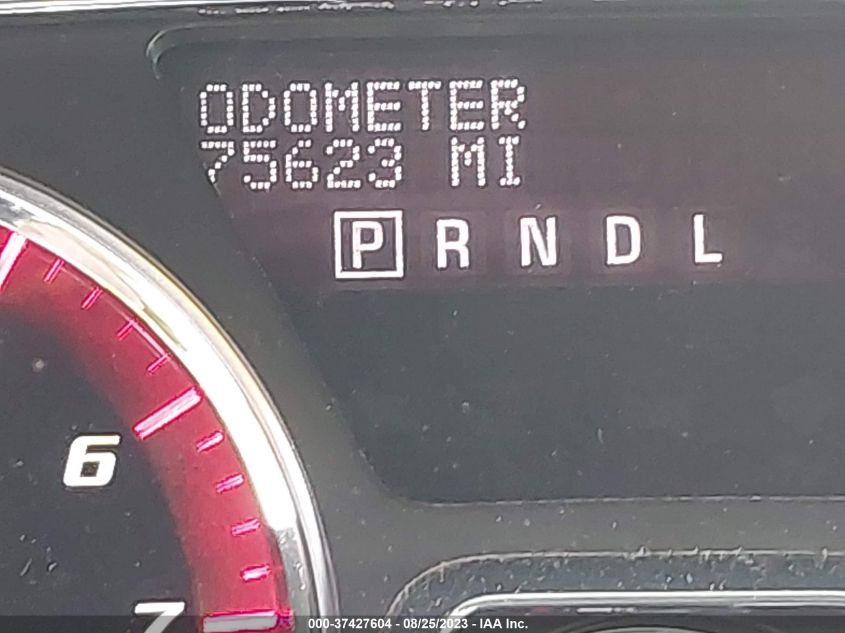 ODOMETER
75623 MI
P R N D L
6
7
000-37427604 - 08/25/2023 - IAA Inc.